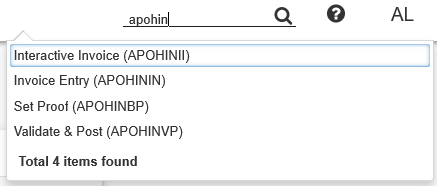 apohin
? AL
Interactive Invoice (APOHINII)
Invoice Entry (APOHININ)
Set Proof (APOHINBP)
Validate & Post (APOHINVP)
Total 4 items found